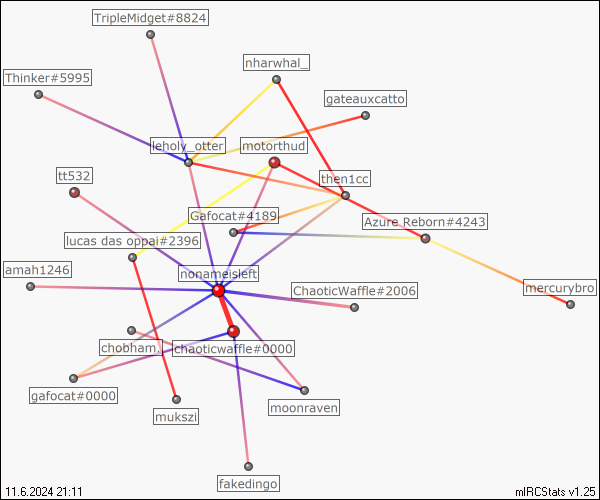 TripleMidget#8824
nharwhal_
Thinker#5995
gateauxcatto
leholy_otter
motorthud
tt532
then1cc
Gafocat#4189
Azure Reborn#4243
lucas das oppai#2396
amah1246
nonameisleft
ChaoticWaffle#2006
mercurybro
chobham,
chaoticwaffle#0000
gafocat#0000
mukszi
moonraven
fakedingo
11.6.2024 21:11
mIRCStats v1.25